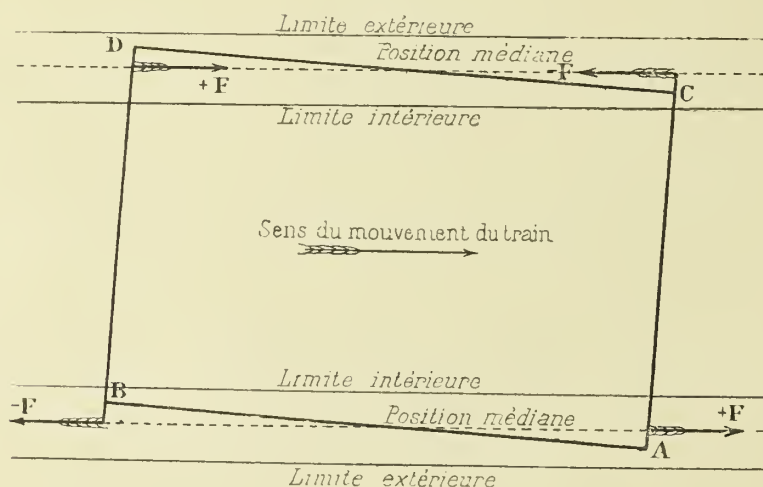 Limite extérieure
D
Position médiane
+F
-F
C
Limite intérieure
Sens du mouvement du train
Limite intérieure
B
-F
Position médiane
+F
A
Limite extérieure